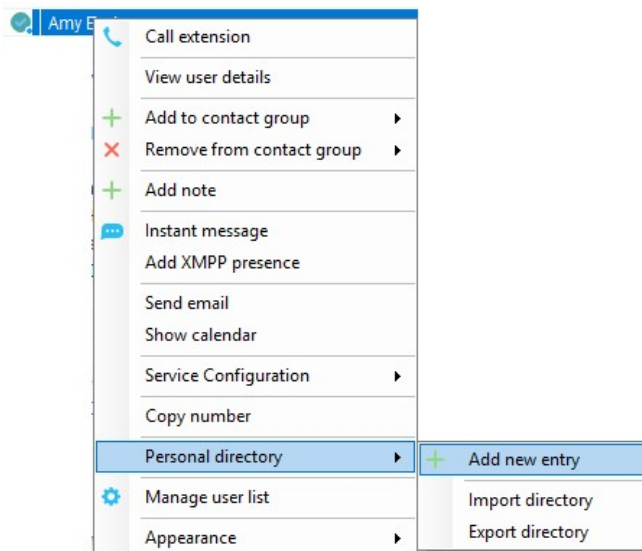 Amy
Call extension
View user details
Add to contact group
Remove from contact group
Add note
Instant message
Add XMPP presence
Send email
Show calendar
Service Configuration
Copy number
Personal directory
Add new entry
Manage user list
Import directory
Appearance
Export directory